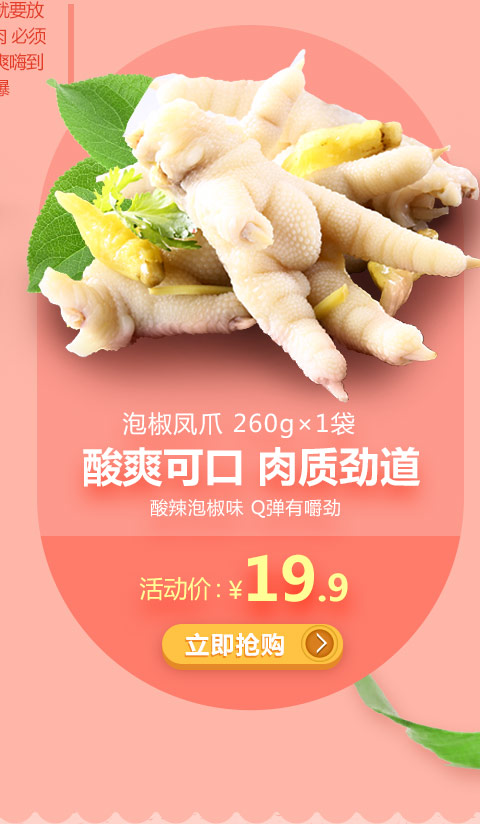 就要放
肉 必须
爽嗨到
爆
泡椒凤爪 260g×1袋
酸爽可口 肉质劲道
酸辣泡椒味 Q弹有嚼劲
活动价:¥19.9
立即抢购